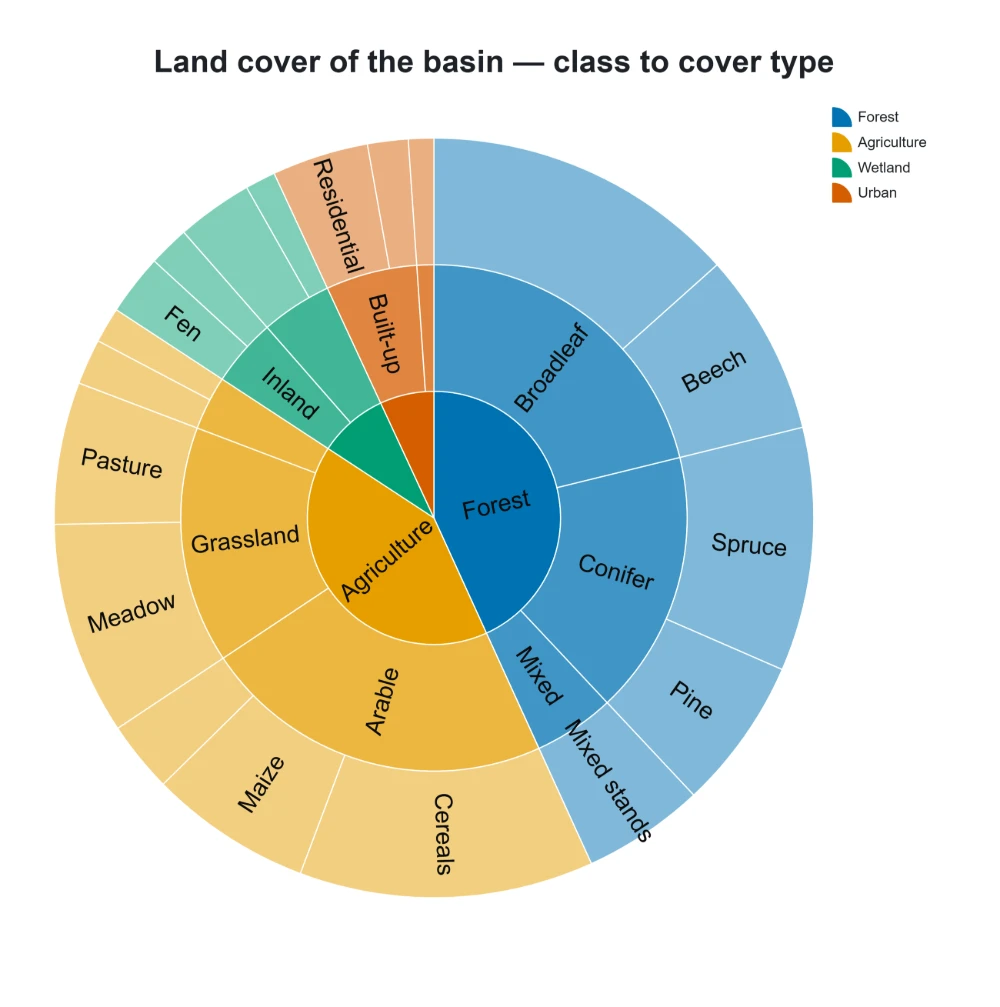 Land cover of the basin — class to cover type
Forest
Agriculture
Wetland
Urban
Residential
Built-up
Broadleaf
Beech
Fen
Inland
Forest
Pasture
Grassland
Agriculture
Conifer
Spruce
Meadow
Mixed
Pine
Arable
Mixed stands
Maize
Cereals